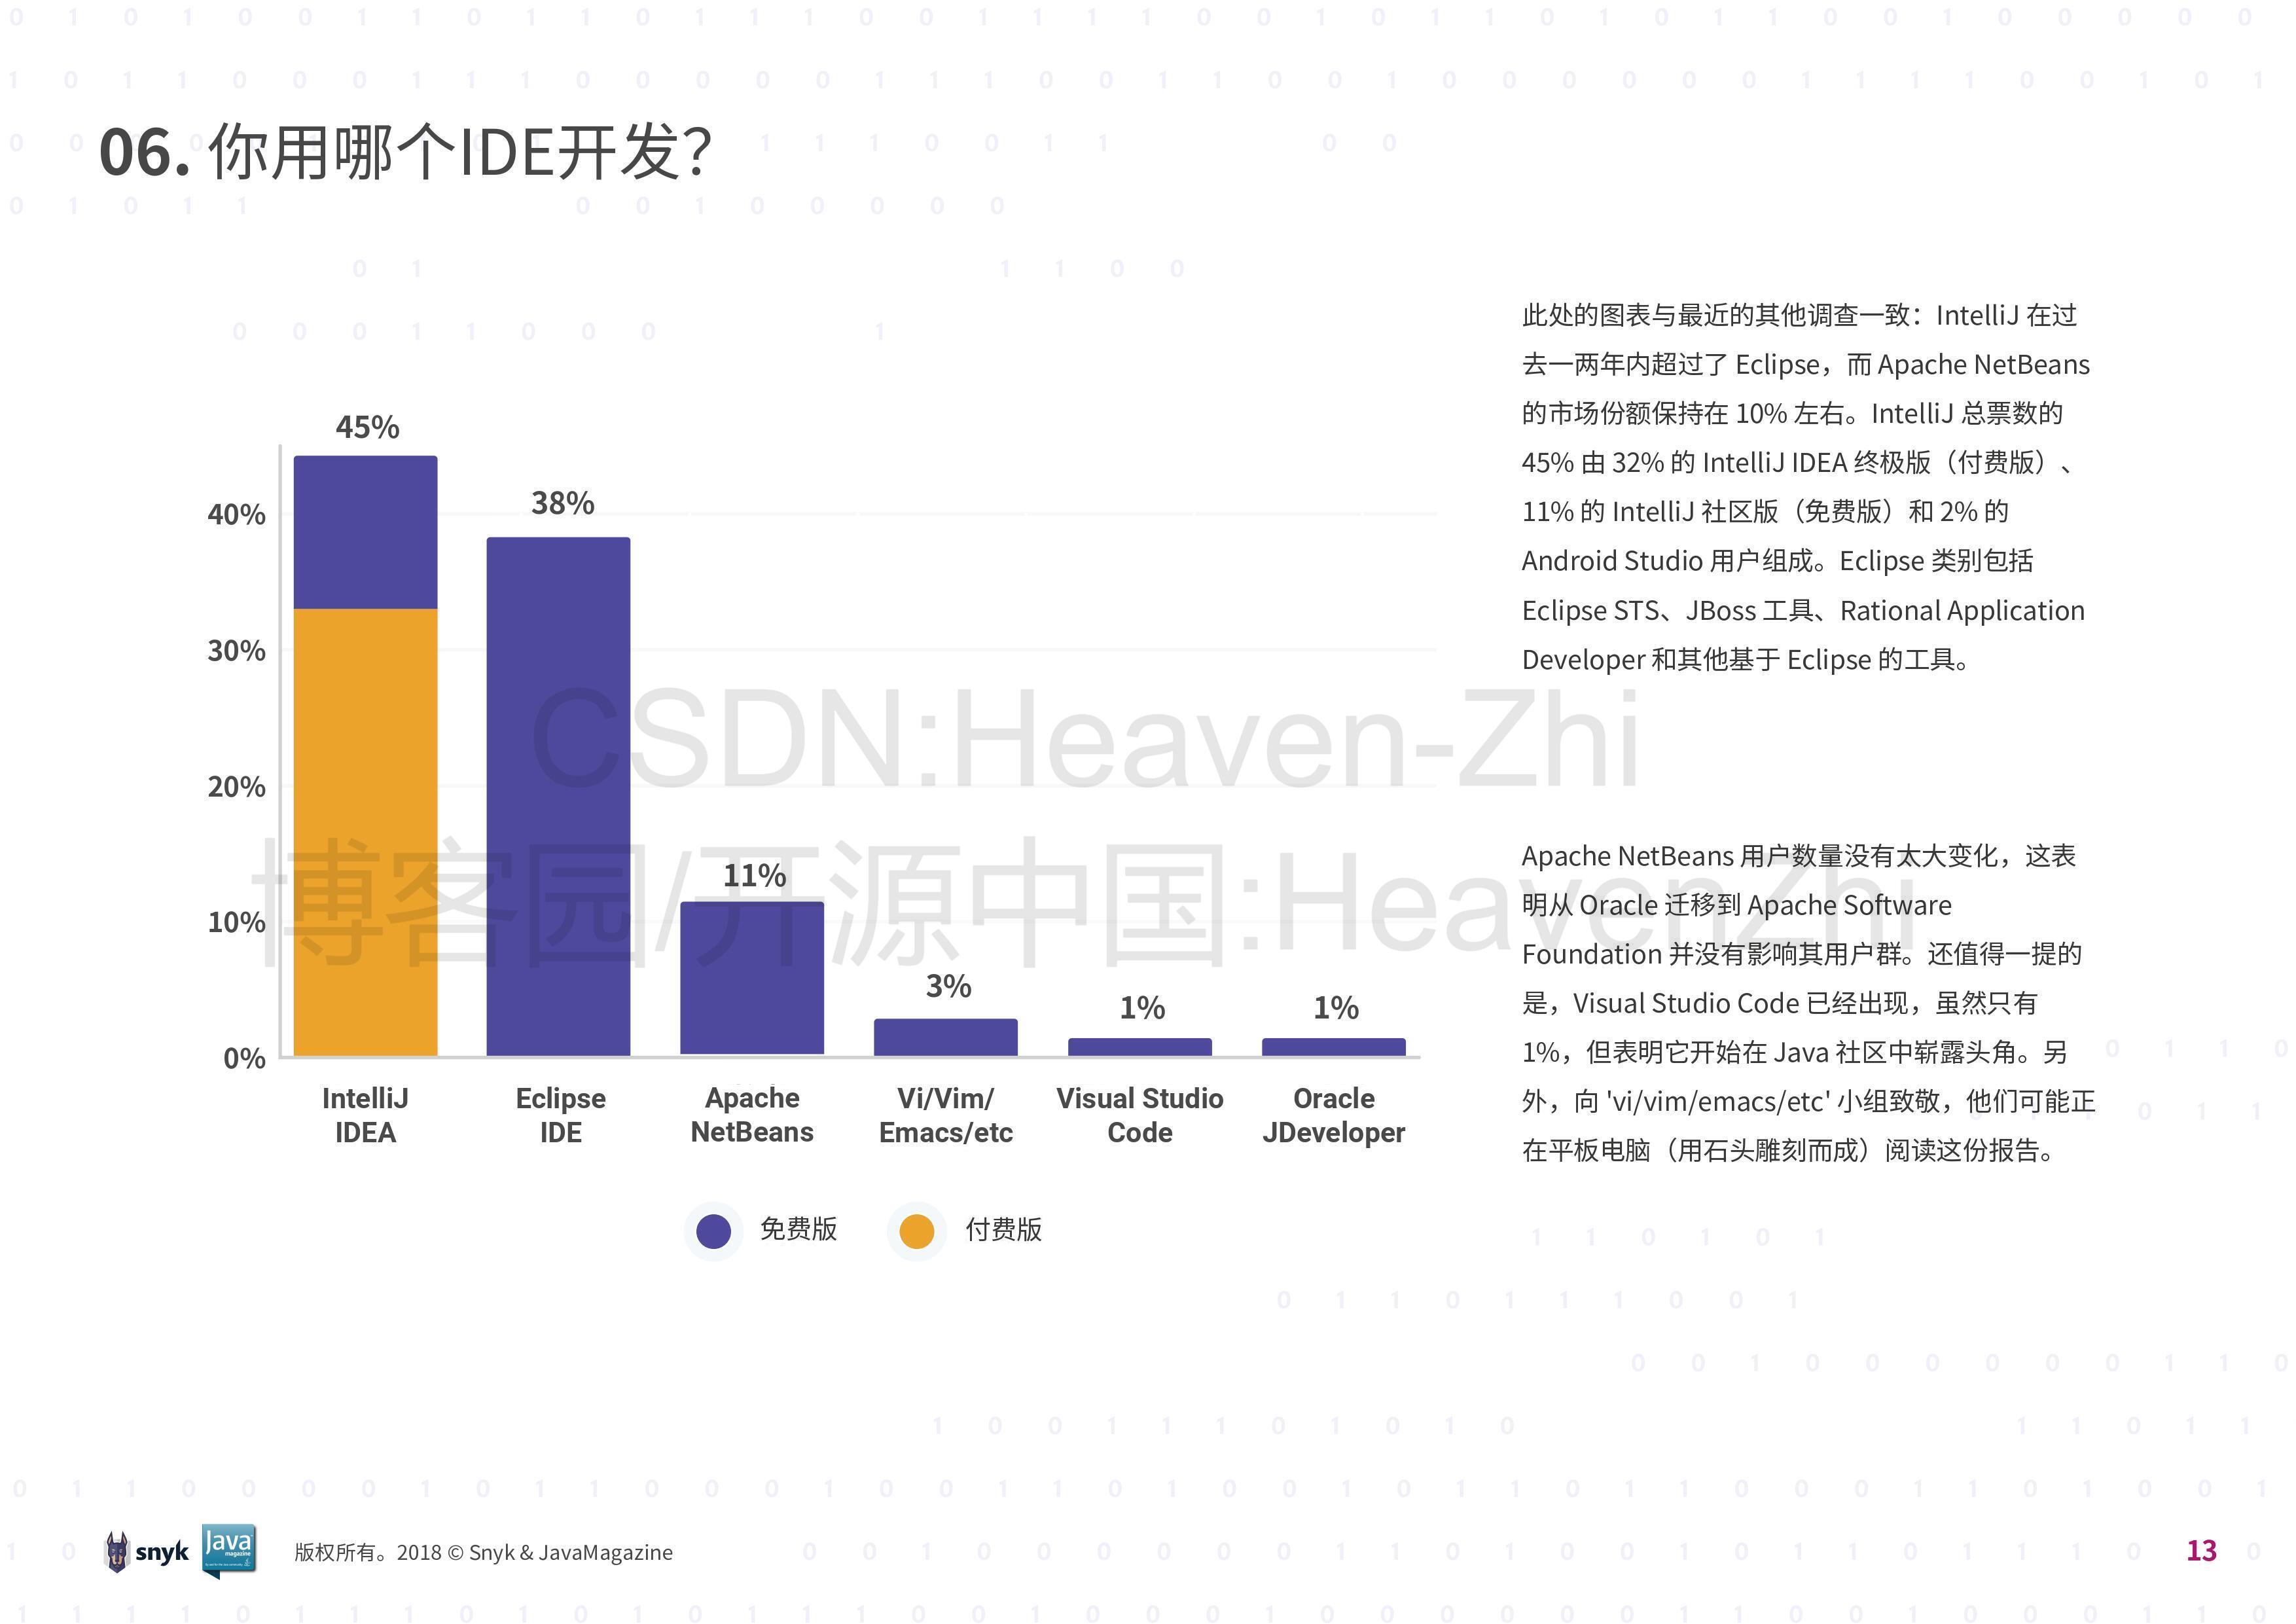 06. 你用哪个IDE开发？
此处的图表与最近的其他调查一致：IntelliJ 在过
去一两年内超过了 Eclipse，而 Apache NetBeans
的市场份额保持在 10% 左右。IntelliJ 总票数的
45% 由 32% 的 IntelliJ IDEA 终极版（付费版）、
11% 的 IntelliJ 社区版（免费版）和 2% 的
Android Studio 用户组成。Eclipse 类别包括
Eclipse STS、JBoss 工具、Rational Application
Developer 和其他基于 Eclipse 的工具。
Apache NetBeans 用户数量没有太大变化，这表
明从 Oracle 迁移到 Apache Software
Foundation 并没有影响其用户群。还值得一提的
是，Visual Studio Code 已经出现，虽然只有
1%，但表明它开始在 Java 社区中崭露头角。另
外，向 'vi/vim/emacs/etc' 小组致敬，他们可能正
在平板电脑（用石头雕刻而成）阅读这份报告。
45%
38%
11%
3%
1%
1%
40%
30%
20%
10%
0%
IntelliJ
IDEA
Eclipse
IDE
Apache
NetBeans
Vi/Vim/
Emacs/etc
Visual Studio
Code
Oracle
JDeveloper
免费版
付费版
CSDN:Heaven-Zhi
博客园/开源中国:HeavenZhi
snyk
Java
magazine
版权所有。2018 © Snyk & JavaMagazine
13